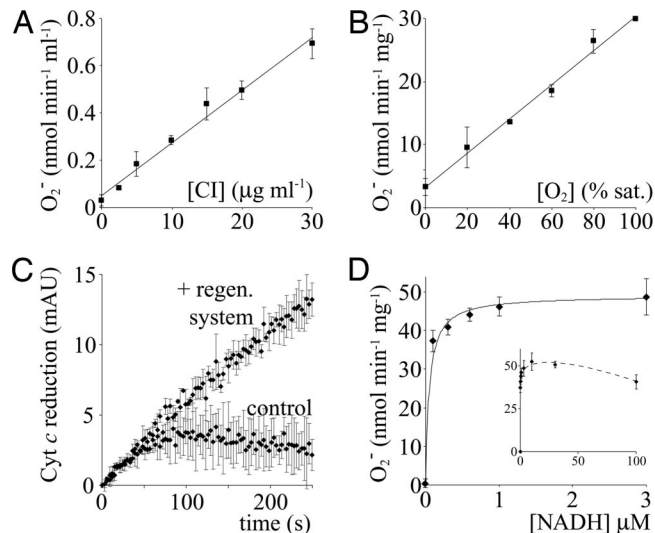 A
O₂⁻ (nmol min⁻¹ ml⁻¹)
0.8
0.6
0.4
0.2
0
0 10 20 30
[CI] (μg ml⁻¹)
B
O₂⁻ (nmol min⁻¹ mg⁻¹)
30
20
10
0
0 20 40 60 80 100
[O₂] (% sat.)
C
Cyt c reduction (mAU)
15
10
5
0
0 100 200
time (s)
+ regen.
system
control
D
O₂⁻ (nmol min⁻¹ mg⁻¹)
50
40
30
20
10
0
0 1 2 3
[NADH] μM
50
25
0
0 50 100